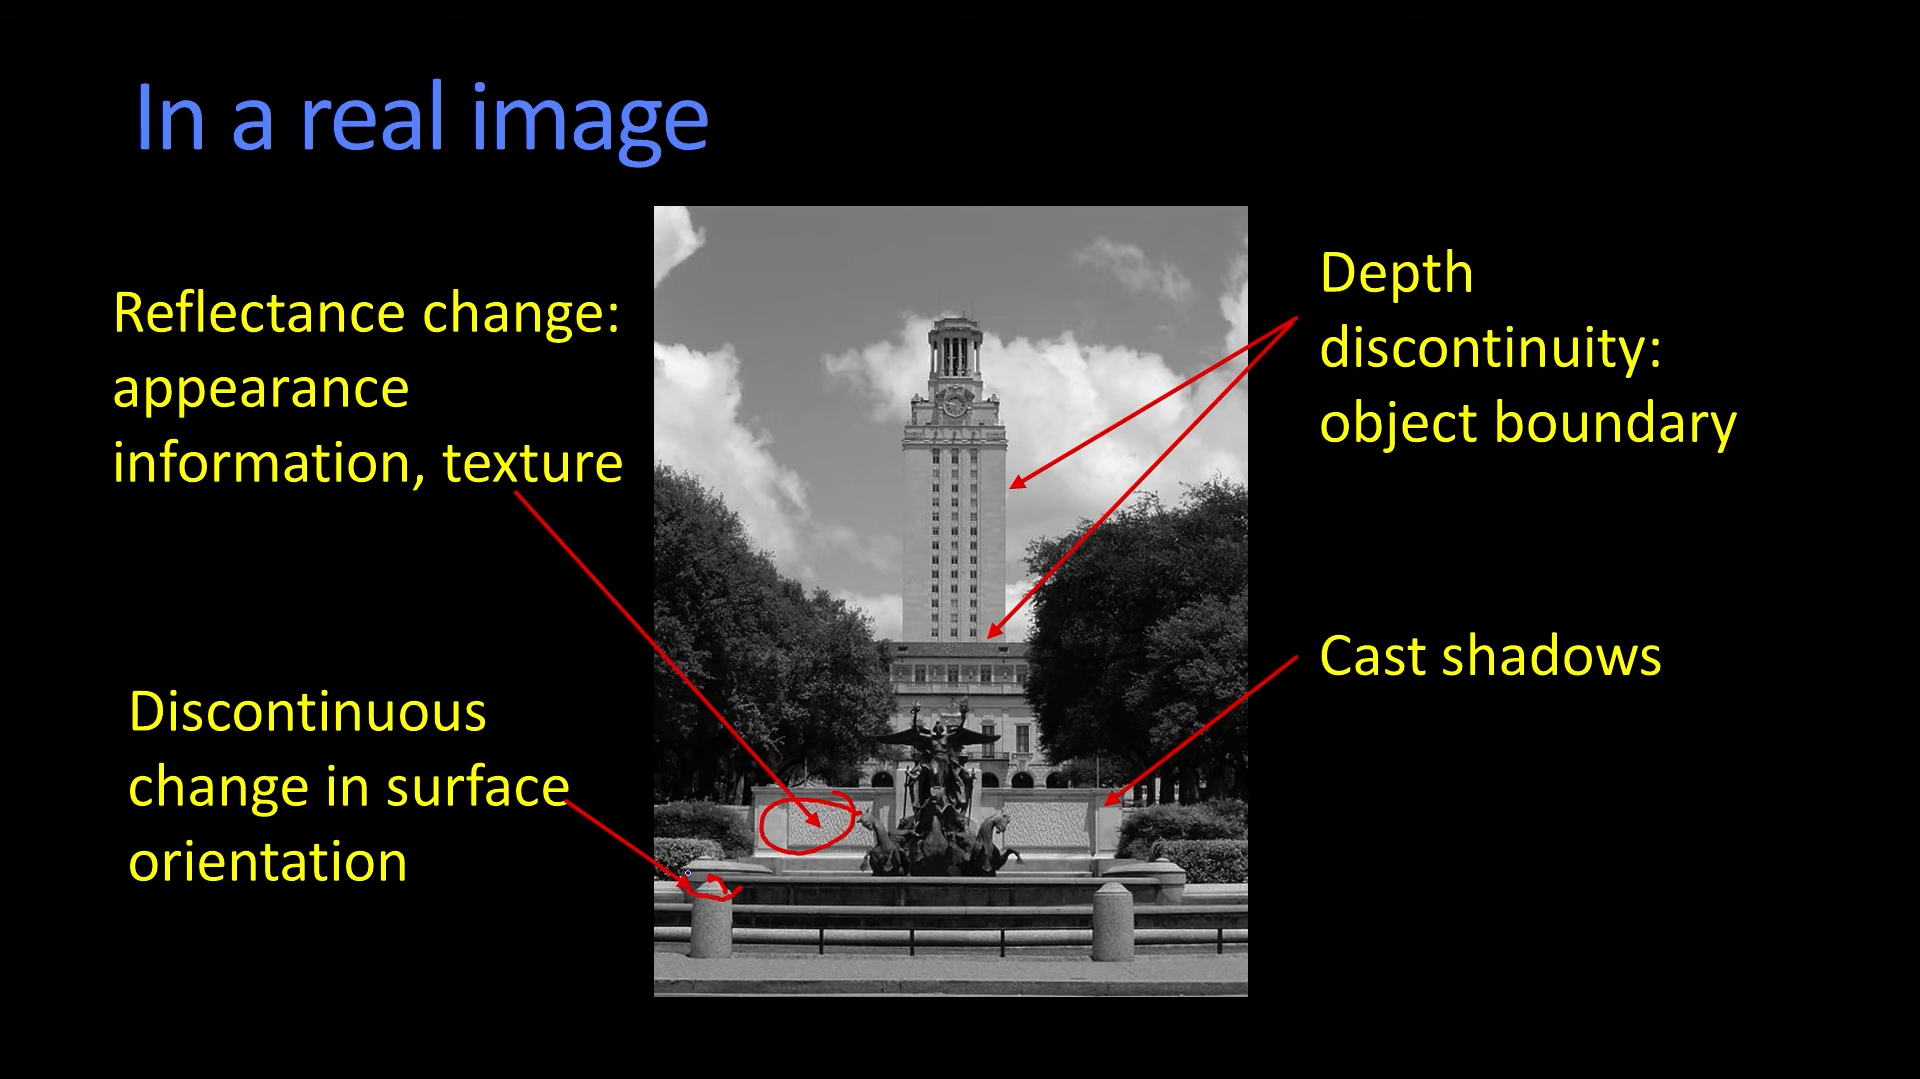 In a real image
Reflectance change:
appearance
information, texture
Discontinuous
change in surface
orientation
Depth
discontinuity:
object boundary
Cast shadows